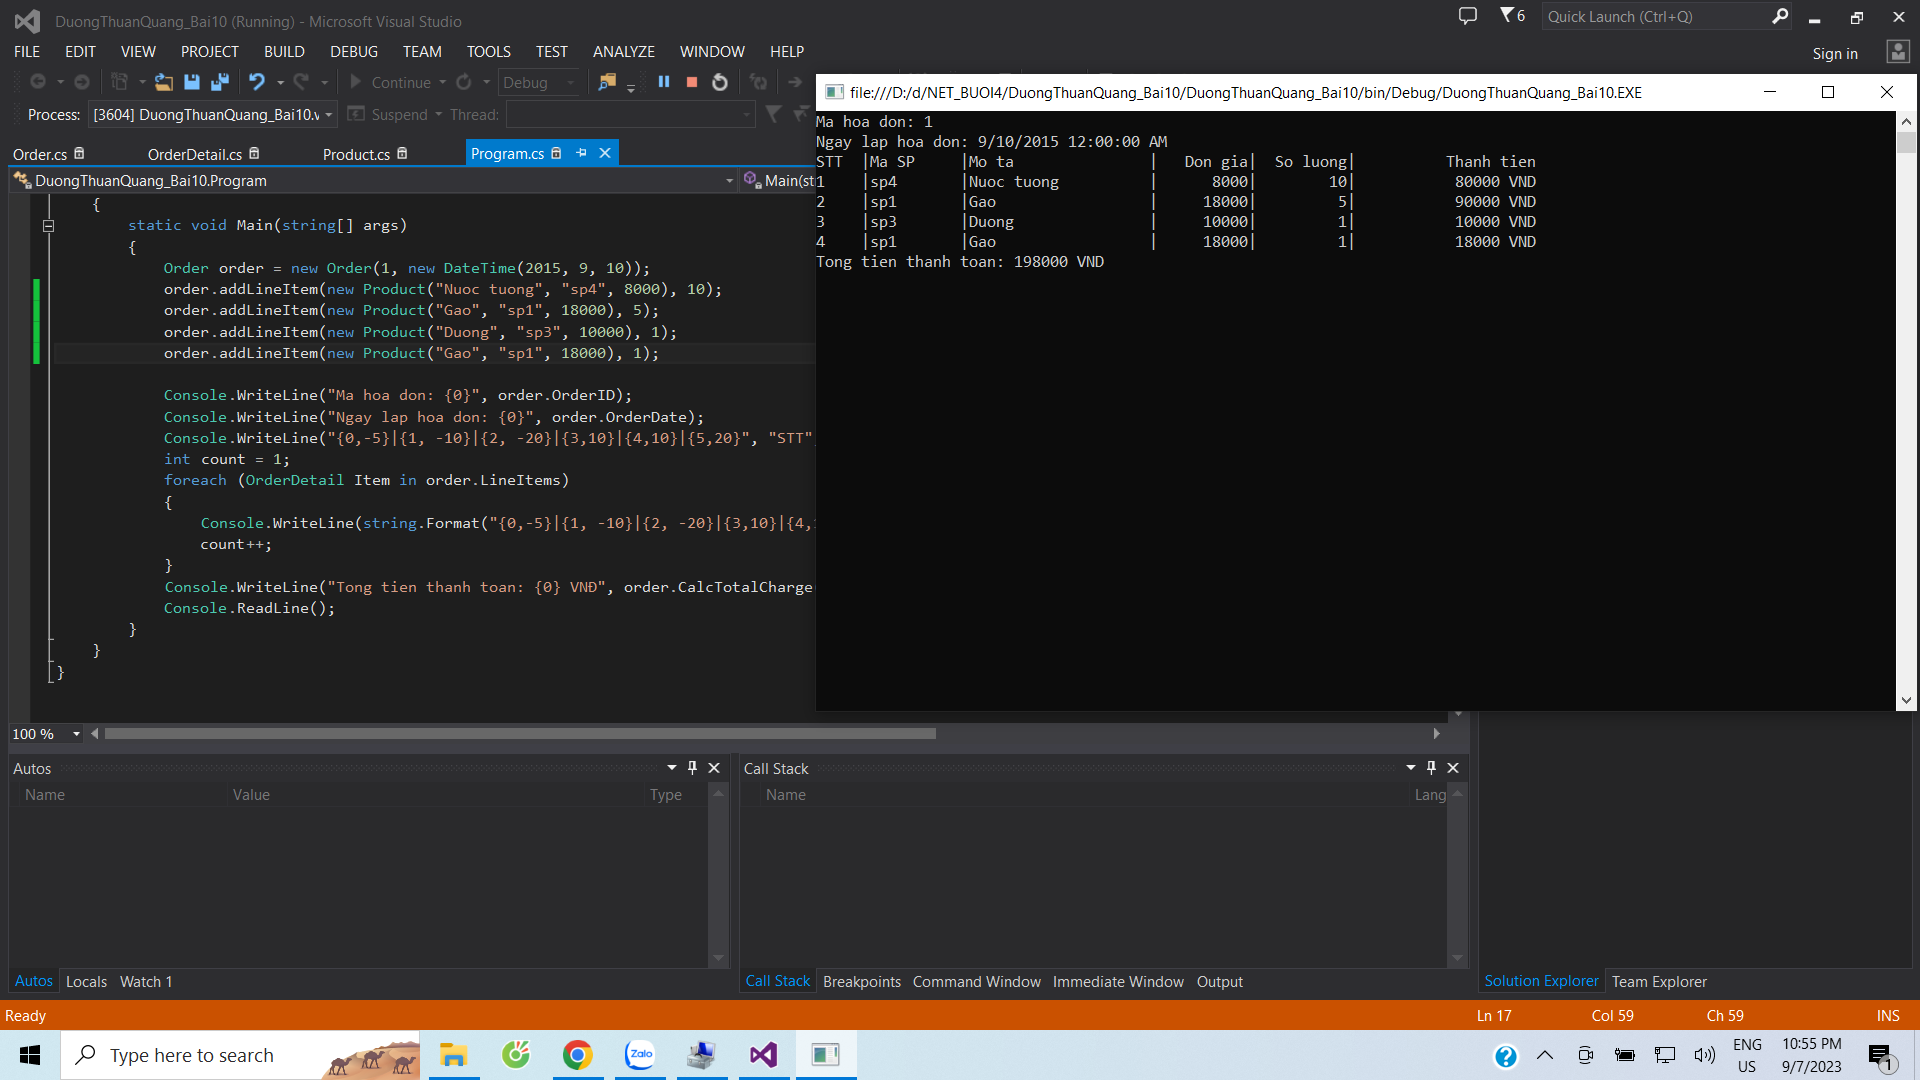 DuongThuanQuang_Bai10 (Running) - Microsoft Visual Studio
6
Quick Launch (Ctrl+Q)
FILE EDIT VIEW PROJECT BUILD DEBUG TEAM TOOLS TEST ANALYZE WINDOW HELP
Sign in
Continue
Debug
Process: [3604] DuongThuanQuang_Bai10.v
Suspend
Thread:
Order.cs
OrderDetail.cs
Product.cs
Program.cs
DuongThuanQuang_Bai10.Program
Main(st
{
static void Main(string[] args)
{
Order order = new Order(1, new DateTime(2015, 9, 10));
order.addLineItem(new Product("Nuoc tuong", "sp4", 8000), 10);
order.addLineItem(new Product("Gao", "sp1", 18000), 5);
order.addLineItem(new Product("Duong", "sp3", 10000), 1);
order.addLineItem(new Product("Gao", "sp1", 18000), 1);
Console.WriteLine("Ma hoa don: {0}", order.OrderID);
Console.WriteLine("Ngay lap hoa don: {0}", order.OrderDate);
Console.WriteLine("{0,-5}|{1, -10}|{2, -20}|{3,10}|{4,10}|{5,20}", "STT"
int count = 1;
foreach (OrderDetail Item in order.LineItems)
{
Console.WriteLine(string.Format("{0,-5}|{1, -10}|{2, -20}|{3,10}|{4,
count++;
}
Console.WriteLine("Tong tien thanh toan: {0} VNĐ", order.CalcTotalCharge
Console.ReadLine();
}
}
}
file:///D:/d/NET_BUOI4/DuongThuanQuang_Bai10/DuongThuanQuang_Bai10/bin/Debug/DuongThuanQuang_Bai10.EXE
Ma hoa don: 1
Ngay lap hoa don: 9/10/2015 12:00:00 AM
STT |Ma SP |Mo ta | Don gia| So luong| Thanh tien
1 |sp4 |Nuoc tuong | 8000| 10| 80000 VND
2 |sp1 |Gao | 18000| 5| 90000 VND
3 |sp3 |Duong | 10000| 1| 10000 VND
4 |sp1 |Gao | 18000| 1| 18000 VND
Tong tien thanh toan: 198000 VND
100 %
Autos
Name Value Type
Call Stack
Name Lang
Autos Locals Watch 1
Call Stack Breakpoints Command Window Immediate Window Output
Solution Explorer Team Explorer
Ready
Ln 17 Col 59 Ch 59 INS
Type here to search
Zalo
ENG
US
10:55 PM
9/7/2023
1